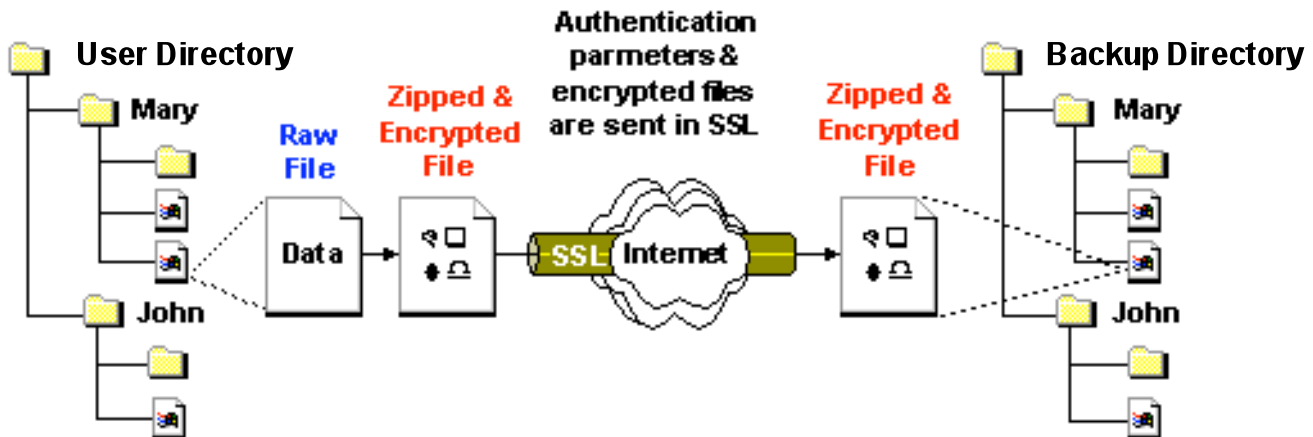 User Directory
Mary
John
Raw
File
Data
Zipped &
Encrypted
File
Authentication
parmeters &
encrypted files
are sent in SSL
SSL
Internet
Zipped &
Encrypted
File
Backup Directory
Mary
John